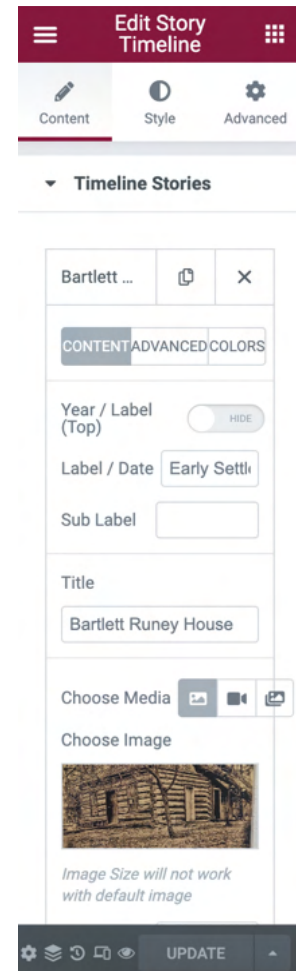 Edit Story
Timeline
Content Style Advanced
Timeline Stories
Bartlett ...
CONTENT ADVANCED COLORS
Year / Label
(Top)
HIDE
Label / Date Early Settl
Sub Label
Title
Bartlett Runey House
Choose Media
Choose Image
Image Size will not work
with default image
UPDATE